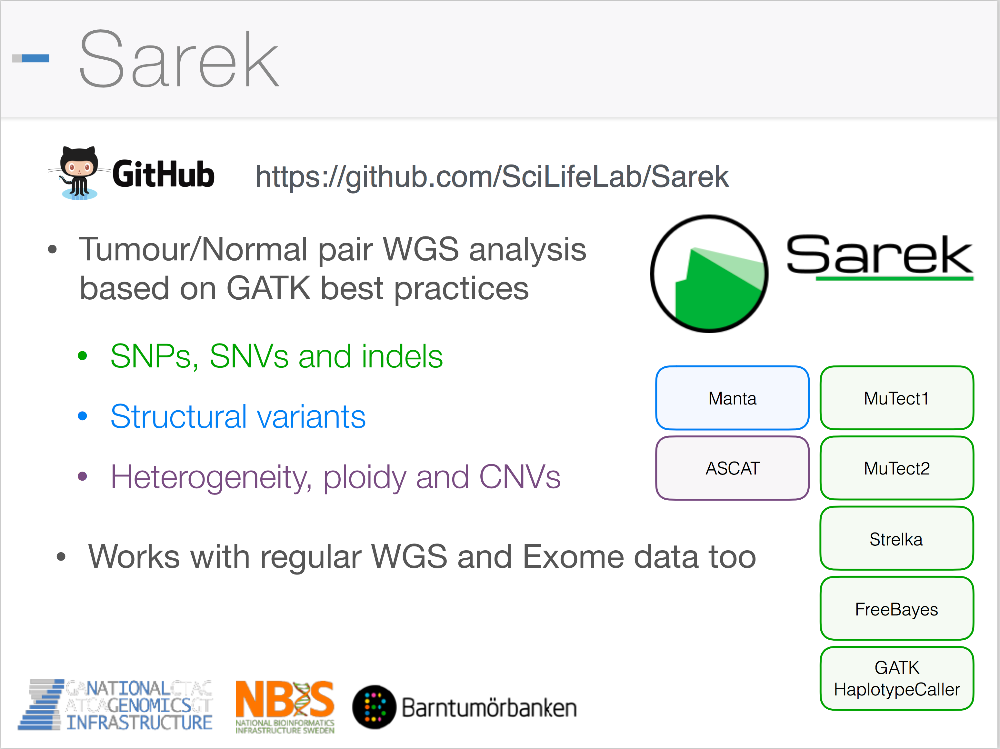 Sarek
GitHub
https://github.com/SciLifeLab/Sarek
• Tumour/Normal pair WGS analysis
based on GATK best practices
Sarek
• SNPs, SNVs and indels
• Structural variants
• Heterogeneity, ploidy and CNVs
• Works with regular WGS and Exome data too
Manta
MuTect1
ASCAT
MuTect2
Strelka
FreeBayes
GATK
HaplotypeCaller
GANATIONALCTAC
ATCAGENOMICSGT
INFRASTRUCTURE
NBIS
NATIONAL BIOINFORMATICS
INFRASTRUCTURE SWEDEN
Barntumörbanken